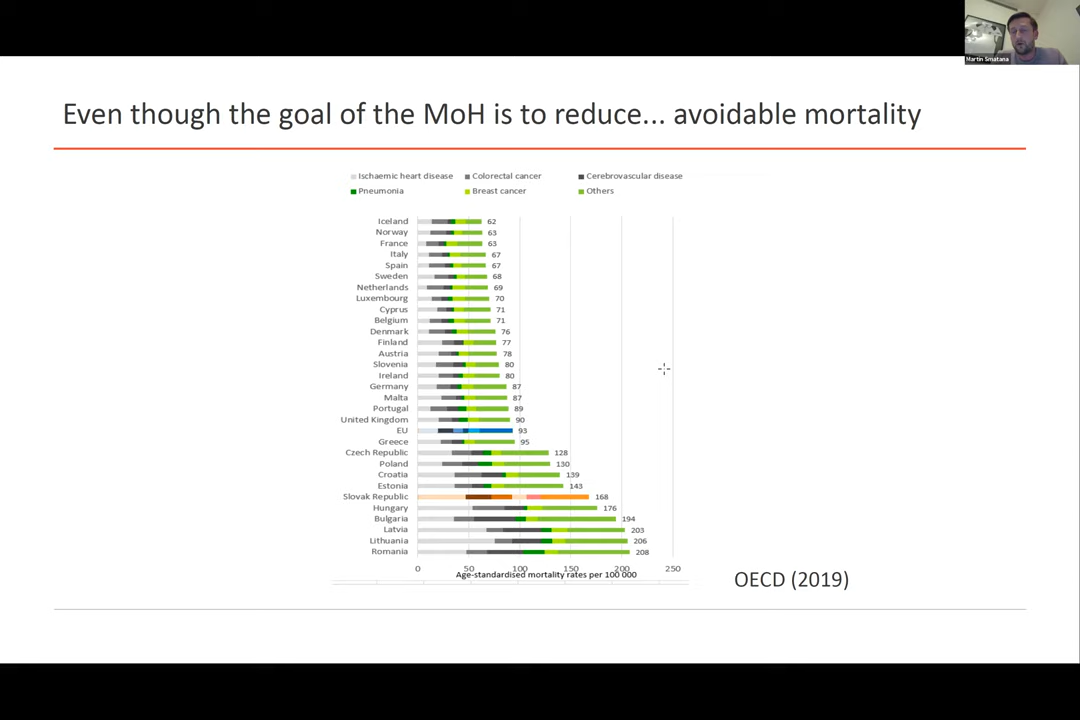 Martin Smatana
Even though the goal of the MoH is to reduce... avoidable mortality
Ischaemic heart disease Colorectal cancer Cerebrovascular disease
Pneumonia Breast cancer Others
Iceland 62
Norway 63
France 63
Italy 67
Spain 67
Sweden 68
Netherlands 69
Luxembourg 70
Cyprus 71
Belgium 71
Denmark 76
Finland 77
Austria 78
Slovenia 80
Ireland 80
Germany 87
Malta 87
Portugal 89
United Kingdom 90
EU 93
Greece 95
Czech Republic 128
Poland 130
Croatia 139
Estonia 143
Slovak Republic 168
Hungary 176
Bulgaria 194
Latvia 203
Lithuania 206
Romania 208
0 50 100 150 200 250
Age-standardised mortality rates per 100 000
OECD (2019)